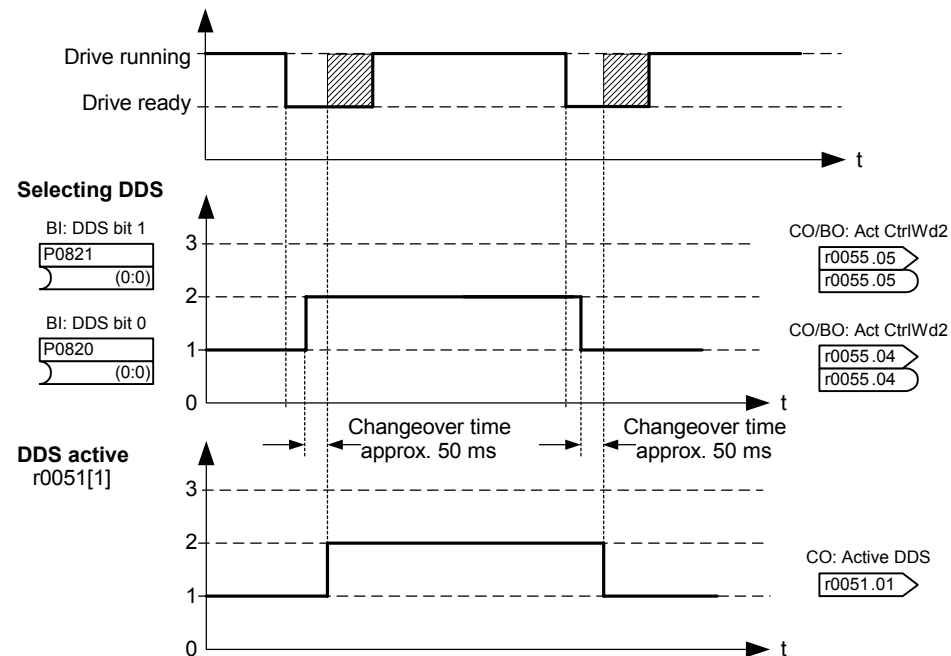 Drive running
Drive ready
t
Selecting DDS
BI: DDS bit 1
P0821
(0:0)
BI: DDS bit 0
P0820
(0:0)
3
2
1
0
t
CO/BO: Act CtrlWd2
r0055.05
r0055.05
CO/BO: Act CtrlWd2
r0055.04
r0055.04
Changeover time
approx. 50 ms
Changeover time
approx. 50 ms
DDS active
r0051[1]
3
2
1
0
t
CO: Active DDS
r0051.01